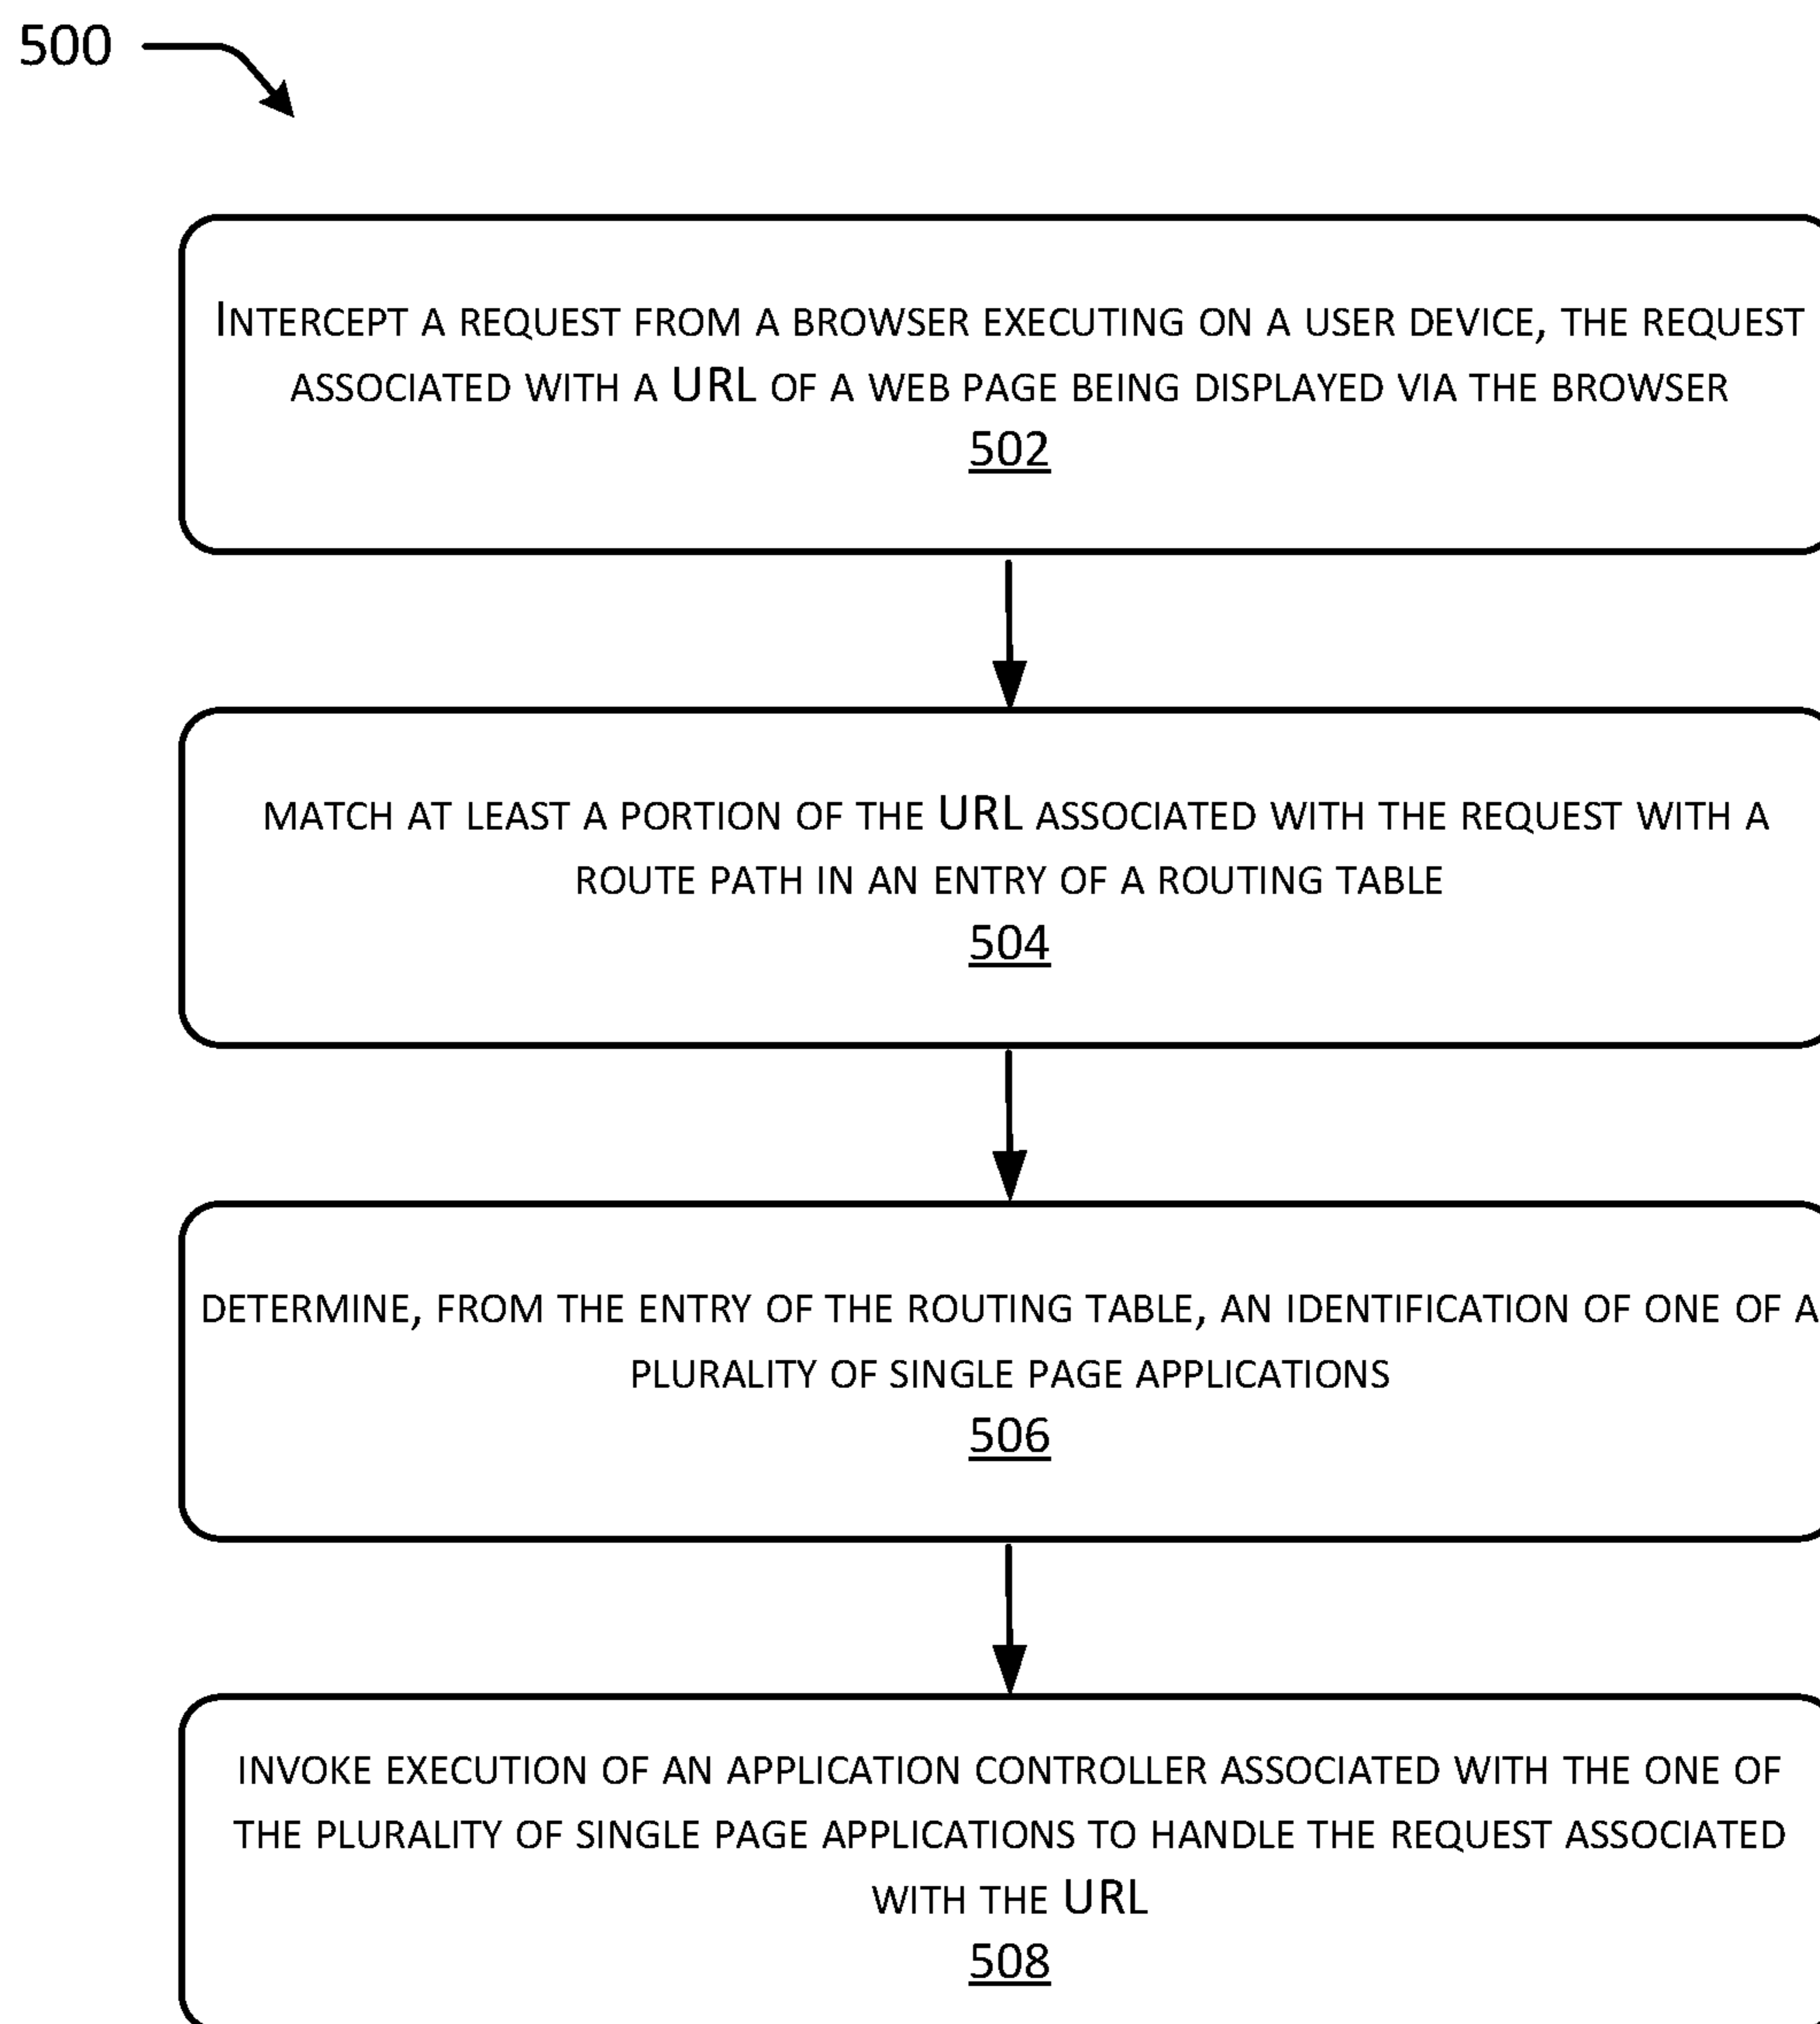 500
INTERCEPT A REQUEST FROM A BROWSER EXECUTING ON A USER DEVICE, THE REQUEST
ASSOCIATED WITH A URL OF A WEB PAGE BEING DISPLAYED VIA THE BROWSER
502
MATCH AT LEAST A PORTION OF THE URL ASSOCIATED WITH THE REQUEST WITH A
ROUTE PATH IN AN ENTRY OF A ROUTING TABLE
504
DETERMINE, FROM THE ENTRY OF THE ROUTING TABLE, AN IDENTIFICATION OF ONE OF A
PLURALITY OF SINGLE PAGE APPLICATIONS
506
INVOKE EXECUTION OF AN APPLICATION CONTROLLER ASSOCIATED WITH THE ONE OF
THE PLURALITY OF SINGLE PAGE APPLICATIONS TO HANDLE THE REQUEST ASSOCIATED
WITH THE URL
508